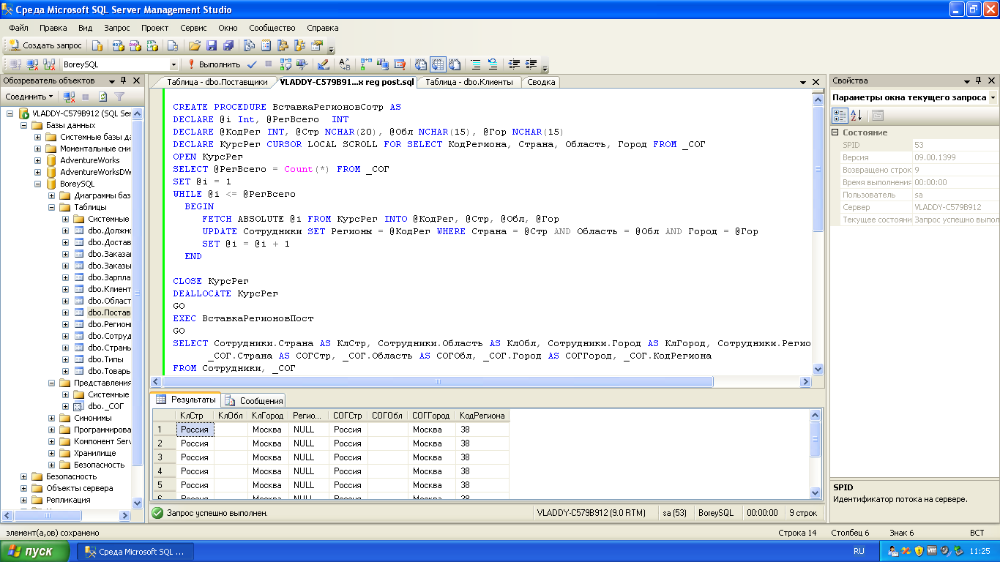 Среда Microsoft SQL Server Management Studio
Файл Правка Вид Запрос Проект Сервис Окно Сообщество Справка
Создать запрос
BoreySQL Выполнить
Обозреватель объектов
Соединить
VLADDY-C579B912 (SQL Ser
Базы данных
Системные базы да
Моментальные сни
AdventureWorks
AdventureWorksDW
BoreySQL
Диаграммы баз
Таблицы
Системные
dbo.Должно
dbo.Достав
dbo.Заказа
dbo.Заказы
dbo.Зарпла
dbo.Клиент
dbo.Област
dbo.Постав
dbo.Регион
dbo.Сотруд
dbo.Страны
dbo.Типы
dbo.Товары
Представления
Системные
dbo._СОГ
Синонимы
Программирова
Компонент Serv
Хранилище
Безопасность
Безопасность
Объекты сервера
Репликация
Таблица - dbo.Поставщики VLADDY-C579B91...x reg post.sql Таблица - dbo.Клиенты Сводка
CREATE PROCEDURE ВставкаРегионовСотр AS
DECLARE @i Int, @РегВсего INT
DECLARE @КодРег INT, @Стр NCHAR(20), @Обл NCHAR(15), @Гор NCHAR(15)
DECLARE КурсРег CURSOR LOCAL SCROLL FOR SELECT КодРегиона, Страна, Область, Город FROM _СОГ
OPEN КурсРег
SELECT @РегВсего = Count(*) FROM _СОГ
SET @i = 1
WHILE @i <= @РегВсего
BEGIN
FETCH ABSOLUTE @i FROM КурсРег INTO @КодРег, @Стр, @Обл, @Гор
UPDATE Сотрудники SET Регионы = @КодРег WHERE Страна = @Стр AND Область = @Обл AND Город = @Гор
SET @i = @i + 1
END
CLOSE КурсРег
DEALLOCATE КурсРег
GO
EXEC ВставкаРегионовПост
GO
SELECT Сотрудники.Страна AS КлСтр, Сотрудники.Область AS КлОбл, Сотрудники.Город AS КлГород, Сотрудники.Регио
_СОГ.Страна AS СОГСтр, _СОГ.Область AS СОГОбл, _СОГ.Город AS СОГГород, _СОГ.КодРегиона
FROM Сотрудники, _СОГ
Результаты Сообщения
КлСтр КлОбл КлГород Регио... СОГСтр СОГОбл СОГГород КодРегиона
1 Россия Москва NULL Россия Москва 38
2 Россия Москва NULL Россия Москва 38
3 Россия Москва NULL Россия Москва 38
4 Россия Москва NULL Россия Москва 38
5 Россия Москва NULL Россия Москва 38
6 Россия Москва NULL Россия Москва 38
Запрос успешно выполнен. VLADDY-C579B912 (9.0 RTM) sa (53) BoreySQL 00:00:00 9 строк
Свойства
Параметры окна текущего запроса
Состояние
SPID 53
Версия 09.00.1399
Возвращено строк 9
Время выполнения 00:00:00
Пользователь sa
Сервер VLADDY-C579B912
Текущее состояни Запрос успешно выпол
SPID
Идентификатор потока на сервере.
элемент(а,ов) сохранено Строка 14 Столбец 6 Знак 6 ВСТ
пуск Среда Microsoft SQL ... RU 11:25